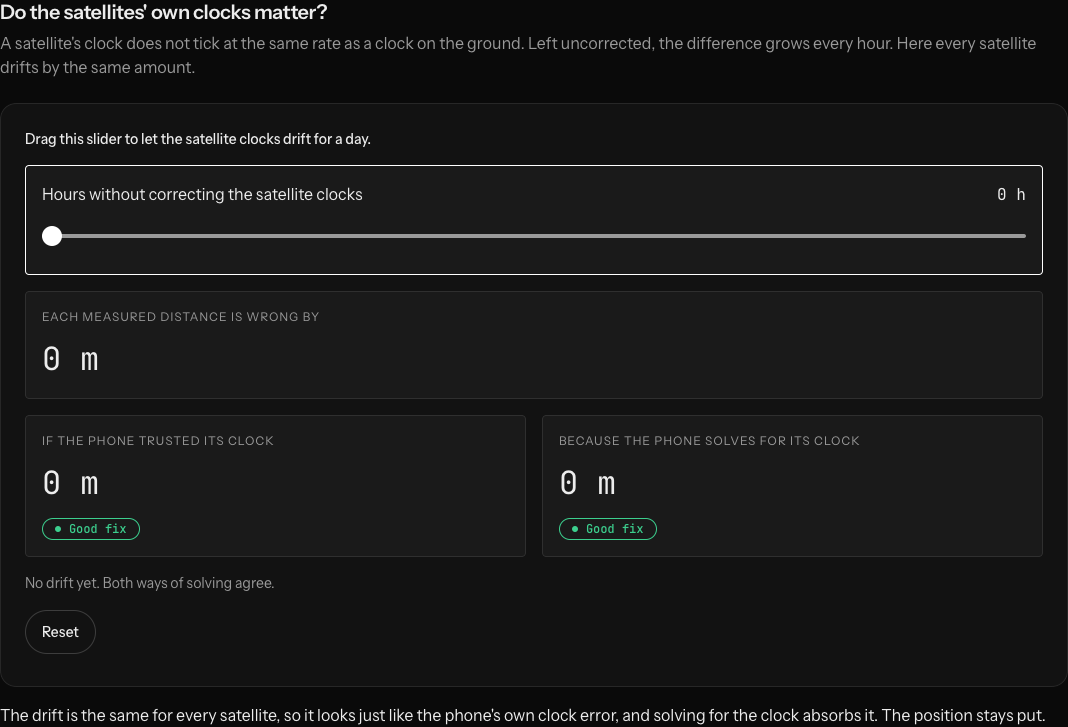 Do the satellites' own clocks matter?
A satellite's clock does not tick at the same rate as a clock on the ground. Left uncorrected, the difference grows every hour. Here every satellite
drifts by the same amount.
Drag this slider to let the satellite clocks drift for a day.
Hours without correcting the satellite clocks
0 h
EACH MEASURED DISTANCE IS WRONG BY
0 m
IF THE PHONE TRUSTED ITS CLOCK
0 m
Good fix
BECAUSE THE PHONE SOLVES FOR ITS CLOCK
0 m
Good fix
No drift yet. Both ways of solving agree.
Reset
The drift is the same for every satellite, so it looks just like the phone's own clock error, and solving for the clock absorbs it. The position stays put.